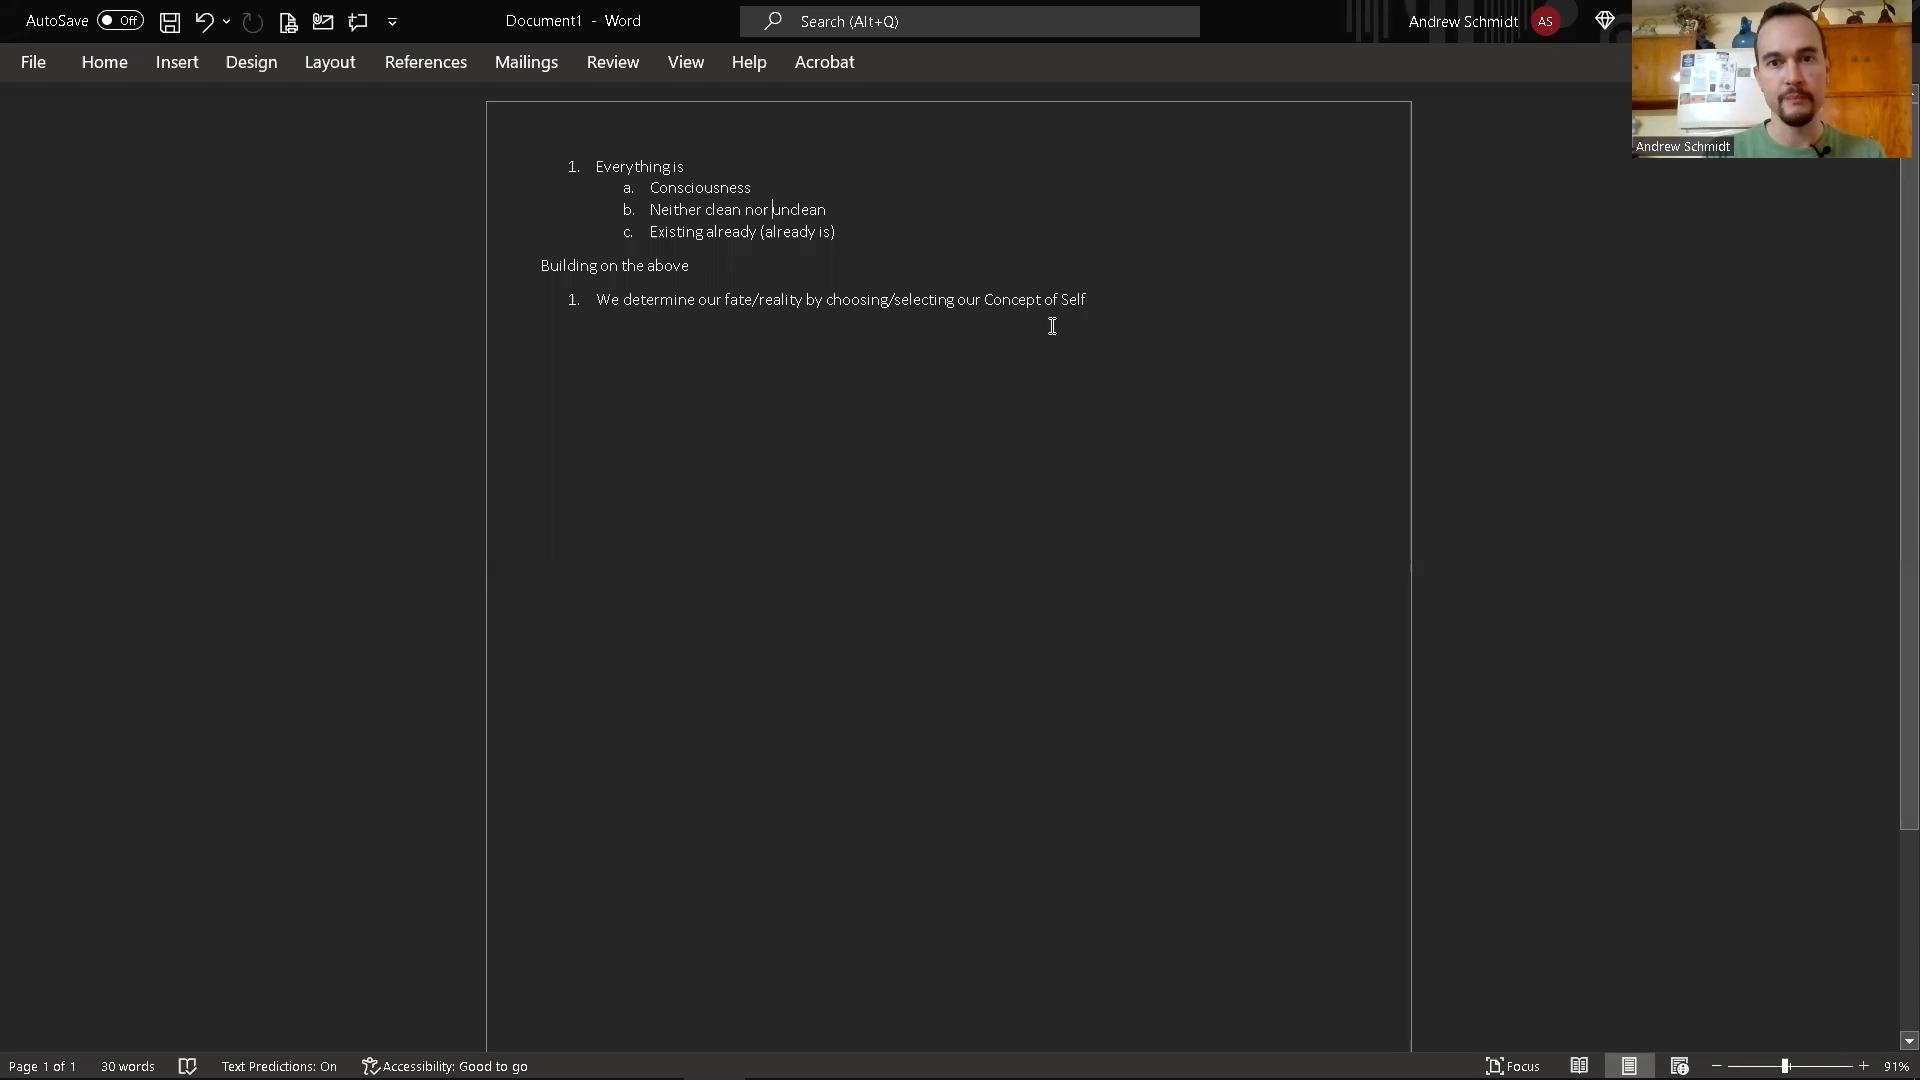 AutoSave Off Document1 - Word Search (Alt+Q) Andrew Schmidt AS
File Home Insert Design Layout References Mailings Review View Help Acrobat
Andrew Schmidt
1. Everything is
a. Consciousness
b. Neither clean nor unclean
c. Existing already (already is)
Building on the above
1. We determine our fate/reality by choosing/selecting our Concept of Self
Page 1 of 1 30 words Text Predictions: On Accessibility: Good to go Focus 91%